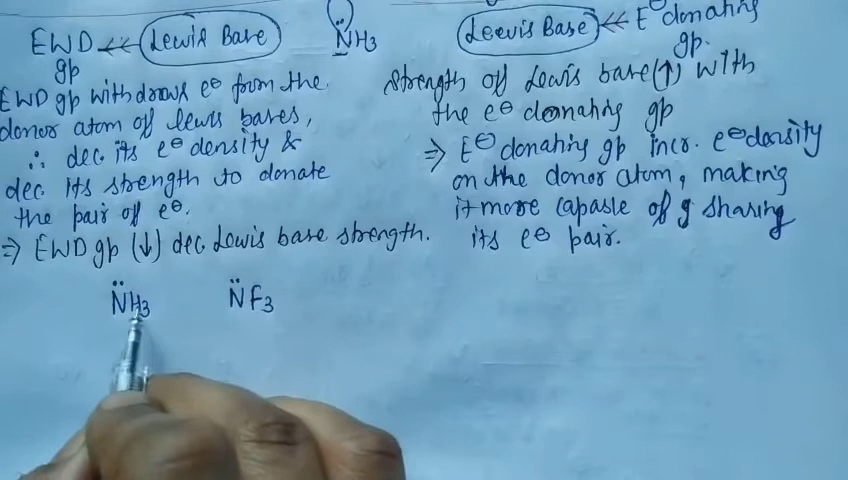 EWD ← Lewis Base
gp
N̈H3
EWD gp withdraws e⊖ from the
donor atom of lewis bases,
∴ dec. its e⊖ density &
dec its strength to donate
the pair of e⊖.
⇒ EWD gp (↓) dec Lewis base strength.
Lewis Base ← E⊖ donating
gp.
Strength of Lewis base (↑) with
the e⊖ donating gp
⇒ E⊖ donating gp incr. e⊖ density
on the donor atom, making
it more capable of sharing
its e⊖ pair.
N̈H3 N̈F3